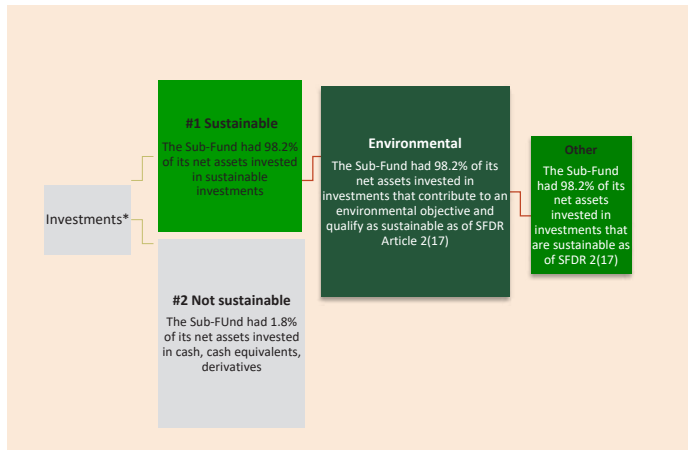 Investments*
#1 Sustainable
The Sub-Fund had 98.2%
of its net assets invested
in sustainable
investments
#2 Not sustainable
The Sub-FUnd had 1.8%
of its net assets invested
in cash, cash equivalents,
derivatives
Environmental
The Sub-Fund had 98.2% of its
net assets invested in
investments that contribute to an
environmental objective and
qualify as sustainable as of SFDR
Article 2(17)
Other
The Sub-Fund
had 98.2% of its
net assets
invested in
investments that
are sustainable as
of SFDR 2(17)